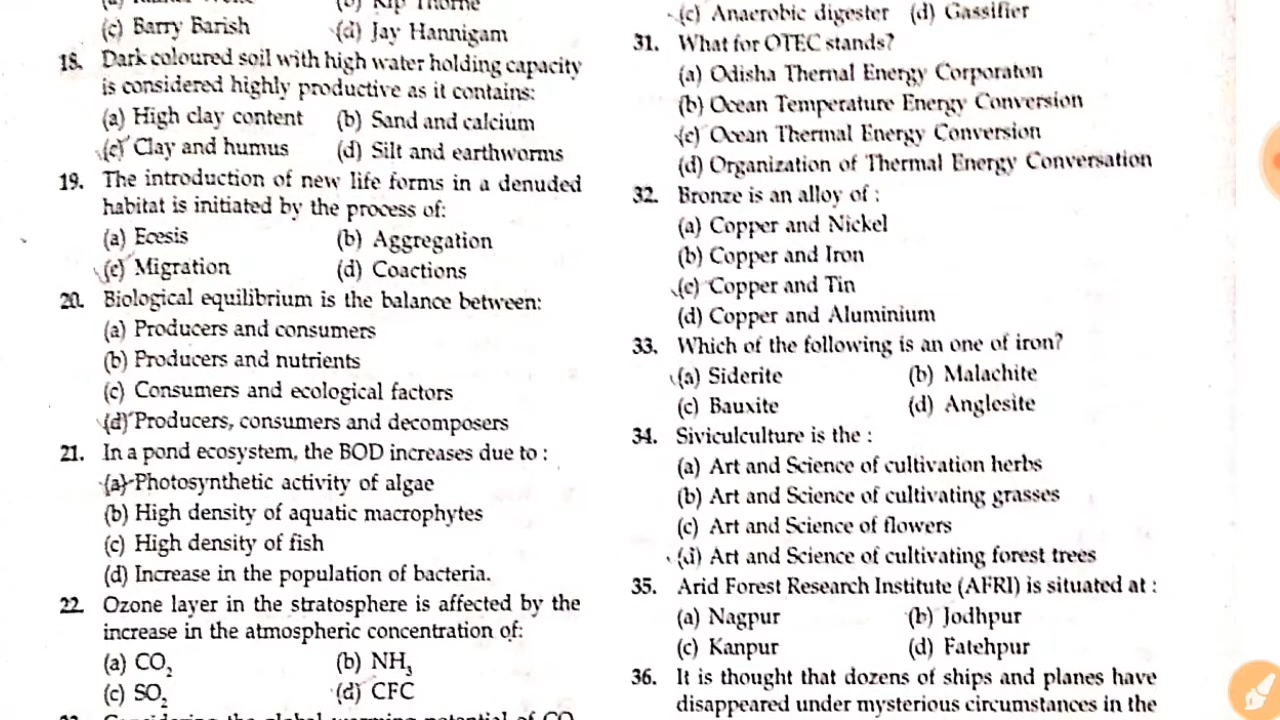 (b) Kip Thorne
(c) Barry Barish (d) Jay Hannigam
18. Dark coloured soil with high water holding capacity
is considered highly productive as it contains:
(a) High clay content (b) Sand and calcium
(c) Clay and humus (d) Silt and earthworms
19. The introduction of new life forms in a denuded
habitat is initiated by the process of:
(a) Ecesis (b) Aggregation
(c) Migration (d) Coactions
20. Biological equilibrium is the balance between:
(a) Producers and consumers
(b) Producers and nutrients
(c) Consumers and ecological factors
(d) Producers, consumers and decomposers
21. In a pond ecosystem, the BOD increases due to :
(a) Photosynthetic activity of algae
(b) High density of aquatic macrophytes
(c) High density of fish
(d) Increase in the population of bacteria.
22. Ozone layer in the stratosphere is affected by the
increase in the atmospheric concentration of:
(a) CO₂ (b) NH₃
(c) SO₂ (d) CFC
23. Considering the global warming potential of CO
(c) Anaerobic digester (d) Gassifier
31. What for OTEC stands?
(a) Odisha Thernal Energy Corporaton
(b) Ocean Temperature Energy Conversion
(c) Ocean Thermal Energy Conversion
(d) Organization of Thermal Energy Conversation
32. Bronze is an alloy of :
(a) Copper and Nickel
(b) Copper and Iron
(c) Copper and Tin
(d) Copper and Aluminium
33. Which of the following is an one of iron?
(a) Siderite (b) Malachite
(c) Bauxite (d) Anglesite
34. Siviculculture is the :
(a) Art and Science of cultivation herbs
(b) Art and Science of cultivating grasses
(c) Art and Science of flowers
(d) Art and Science of cultivating forest trees
35. Arid Forest Research Institute (AFRI) is situated at :
(a) Nagpur (b) Jodhpur
(c) Kanpur (d) Fatehpur
36. It is thought that dozens of ships and planes have
disappeared under mysterious circumstances in the